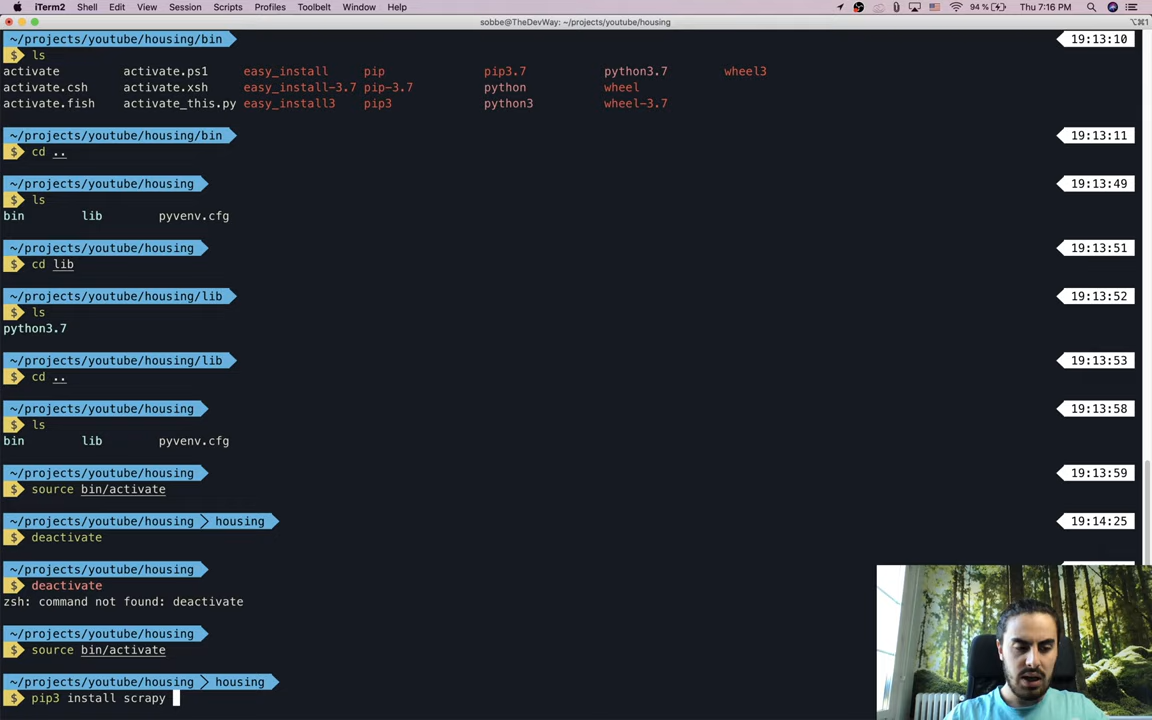 iTerm2 Shell Edit View Session Scripts Profiles Toolbelt Window Help 94 % Thu 7:16 PM
sobbe@TheDevWay: ~/projects/youtube/housing ⌥⌘1
~/projects/youtube/housing/bin 19:13:10
$ ls
activate activate.ps1 easy_install pip pip3.7 python3.7 wheel3
activate.csh activate.xsh easy_install-3.7 pip-3.7 python wheel
activate.fish activate_this.py easy_install3 pip3 python3 wheel-3.7
~/projects/youtube/housing/bin 19:13:11
$ cd ..
~/projects/youtube/housing 19:13:49
$ ls
bin lib pyvenv.cfg
~/projects/youtube/housing 19:13:51
$ cd lib
~/projects/youtube/housing/lib 19:13:52
$ ls
python3.7
~/projects/youtube/housing/lib 19:13:53
$ cd ..
~/projects/youtube/housing 19:13:58
$ ls
bin lib pyvenv.cfg
~/projects/youtube/housing 19:13:59
$ source bin/activate
~/projects/youtube/housing housing 19:14:25
$ deactivate
~/projects/youtube/housing
$ deactivate
zsh: command not found: deactivate
~/projects/youtube/housing
$ source bin/activate
~/projects/youtube/housing housing
$ pip3 install scrapy